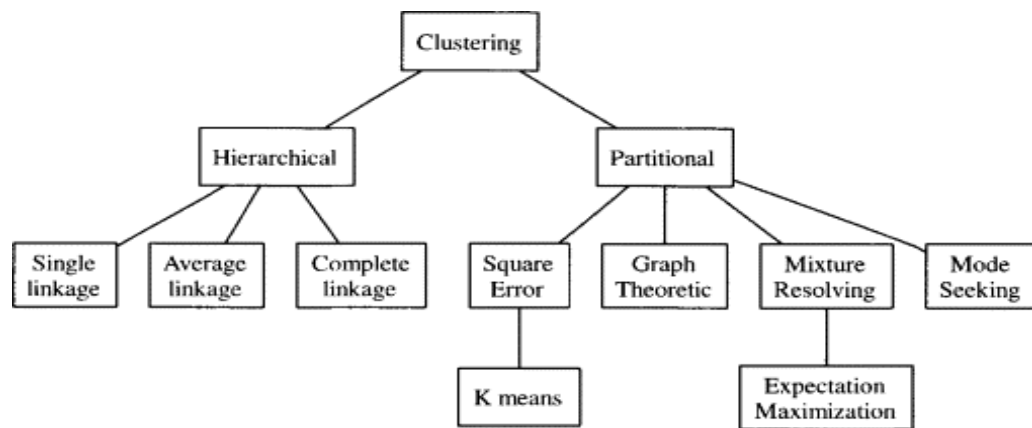 Clustering
Hierarchical
Partitional
Single
linkage
Average
linkage
Complete
linkage
Square
Error
Graph
Theoretic
Mixture
Resolving
Mode
Seeking
K means
Expectation
Maximization